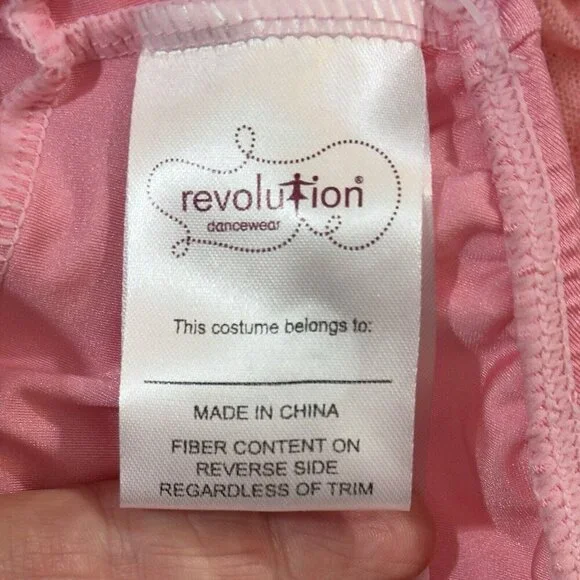 revolution®
dancewear
This costume belongs to:
MADE IN CHINA
FIBER CONTENT ON
REVERSE SIDE
REGARDLESS OF TRIM